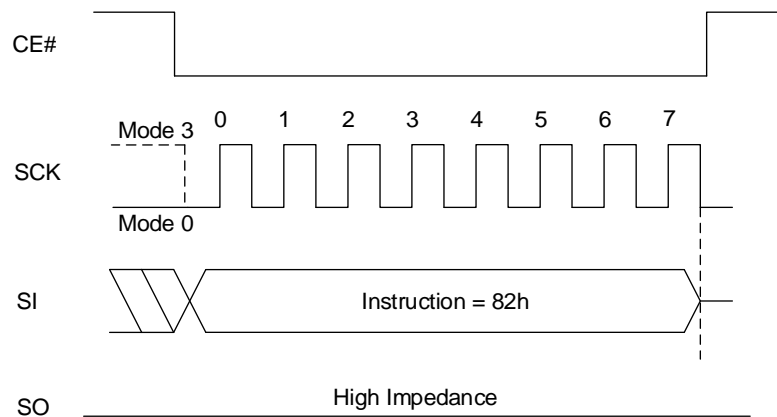 CE#
0 1 2 3 4 5 6 7
Mode 3
SCK
Mode 0
SI
Instruction = 82h
High Impedance
SO